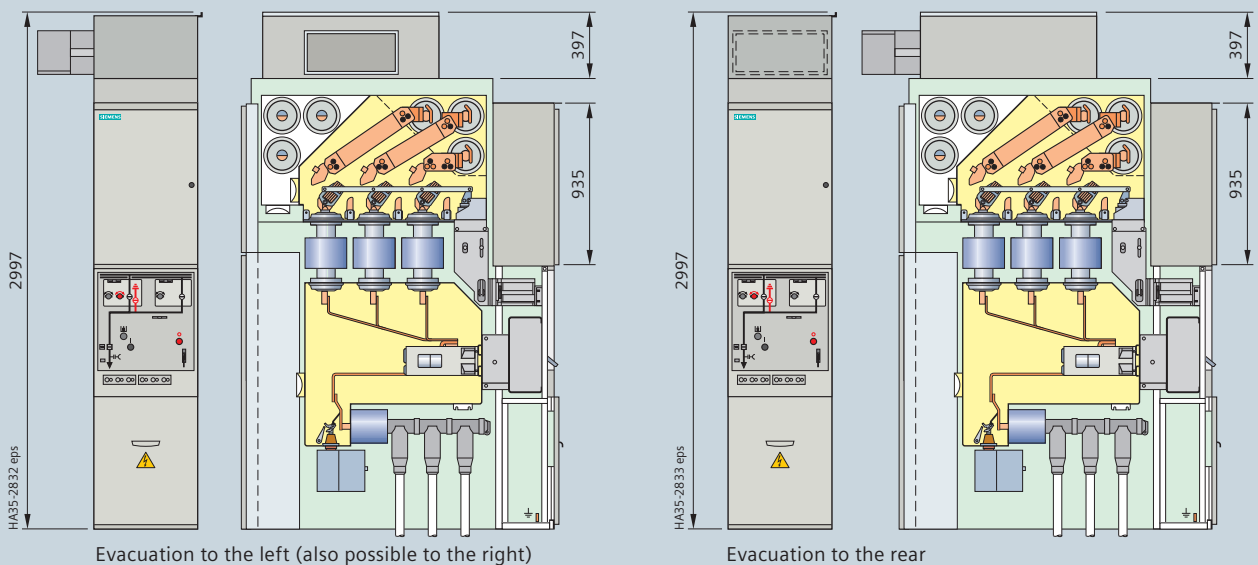 2997
SIEMENS
HA35-2832 eps
397
935
Evacuation to the left (also possible to the right)
2997
SIEMENS
HA35-2833 eps
397
935
Evacuation to the rear